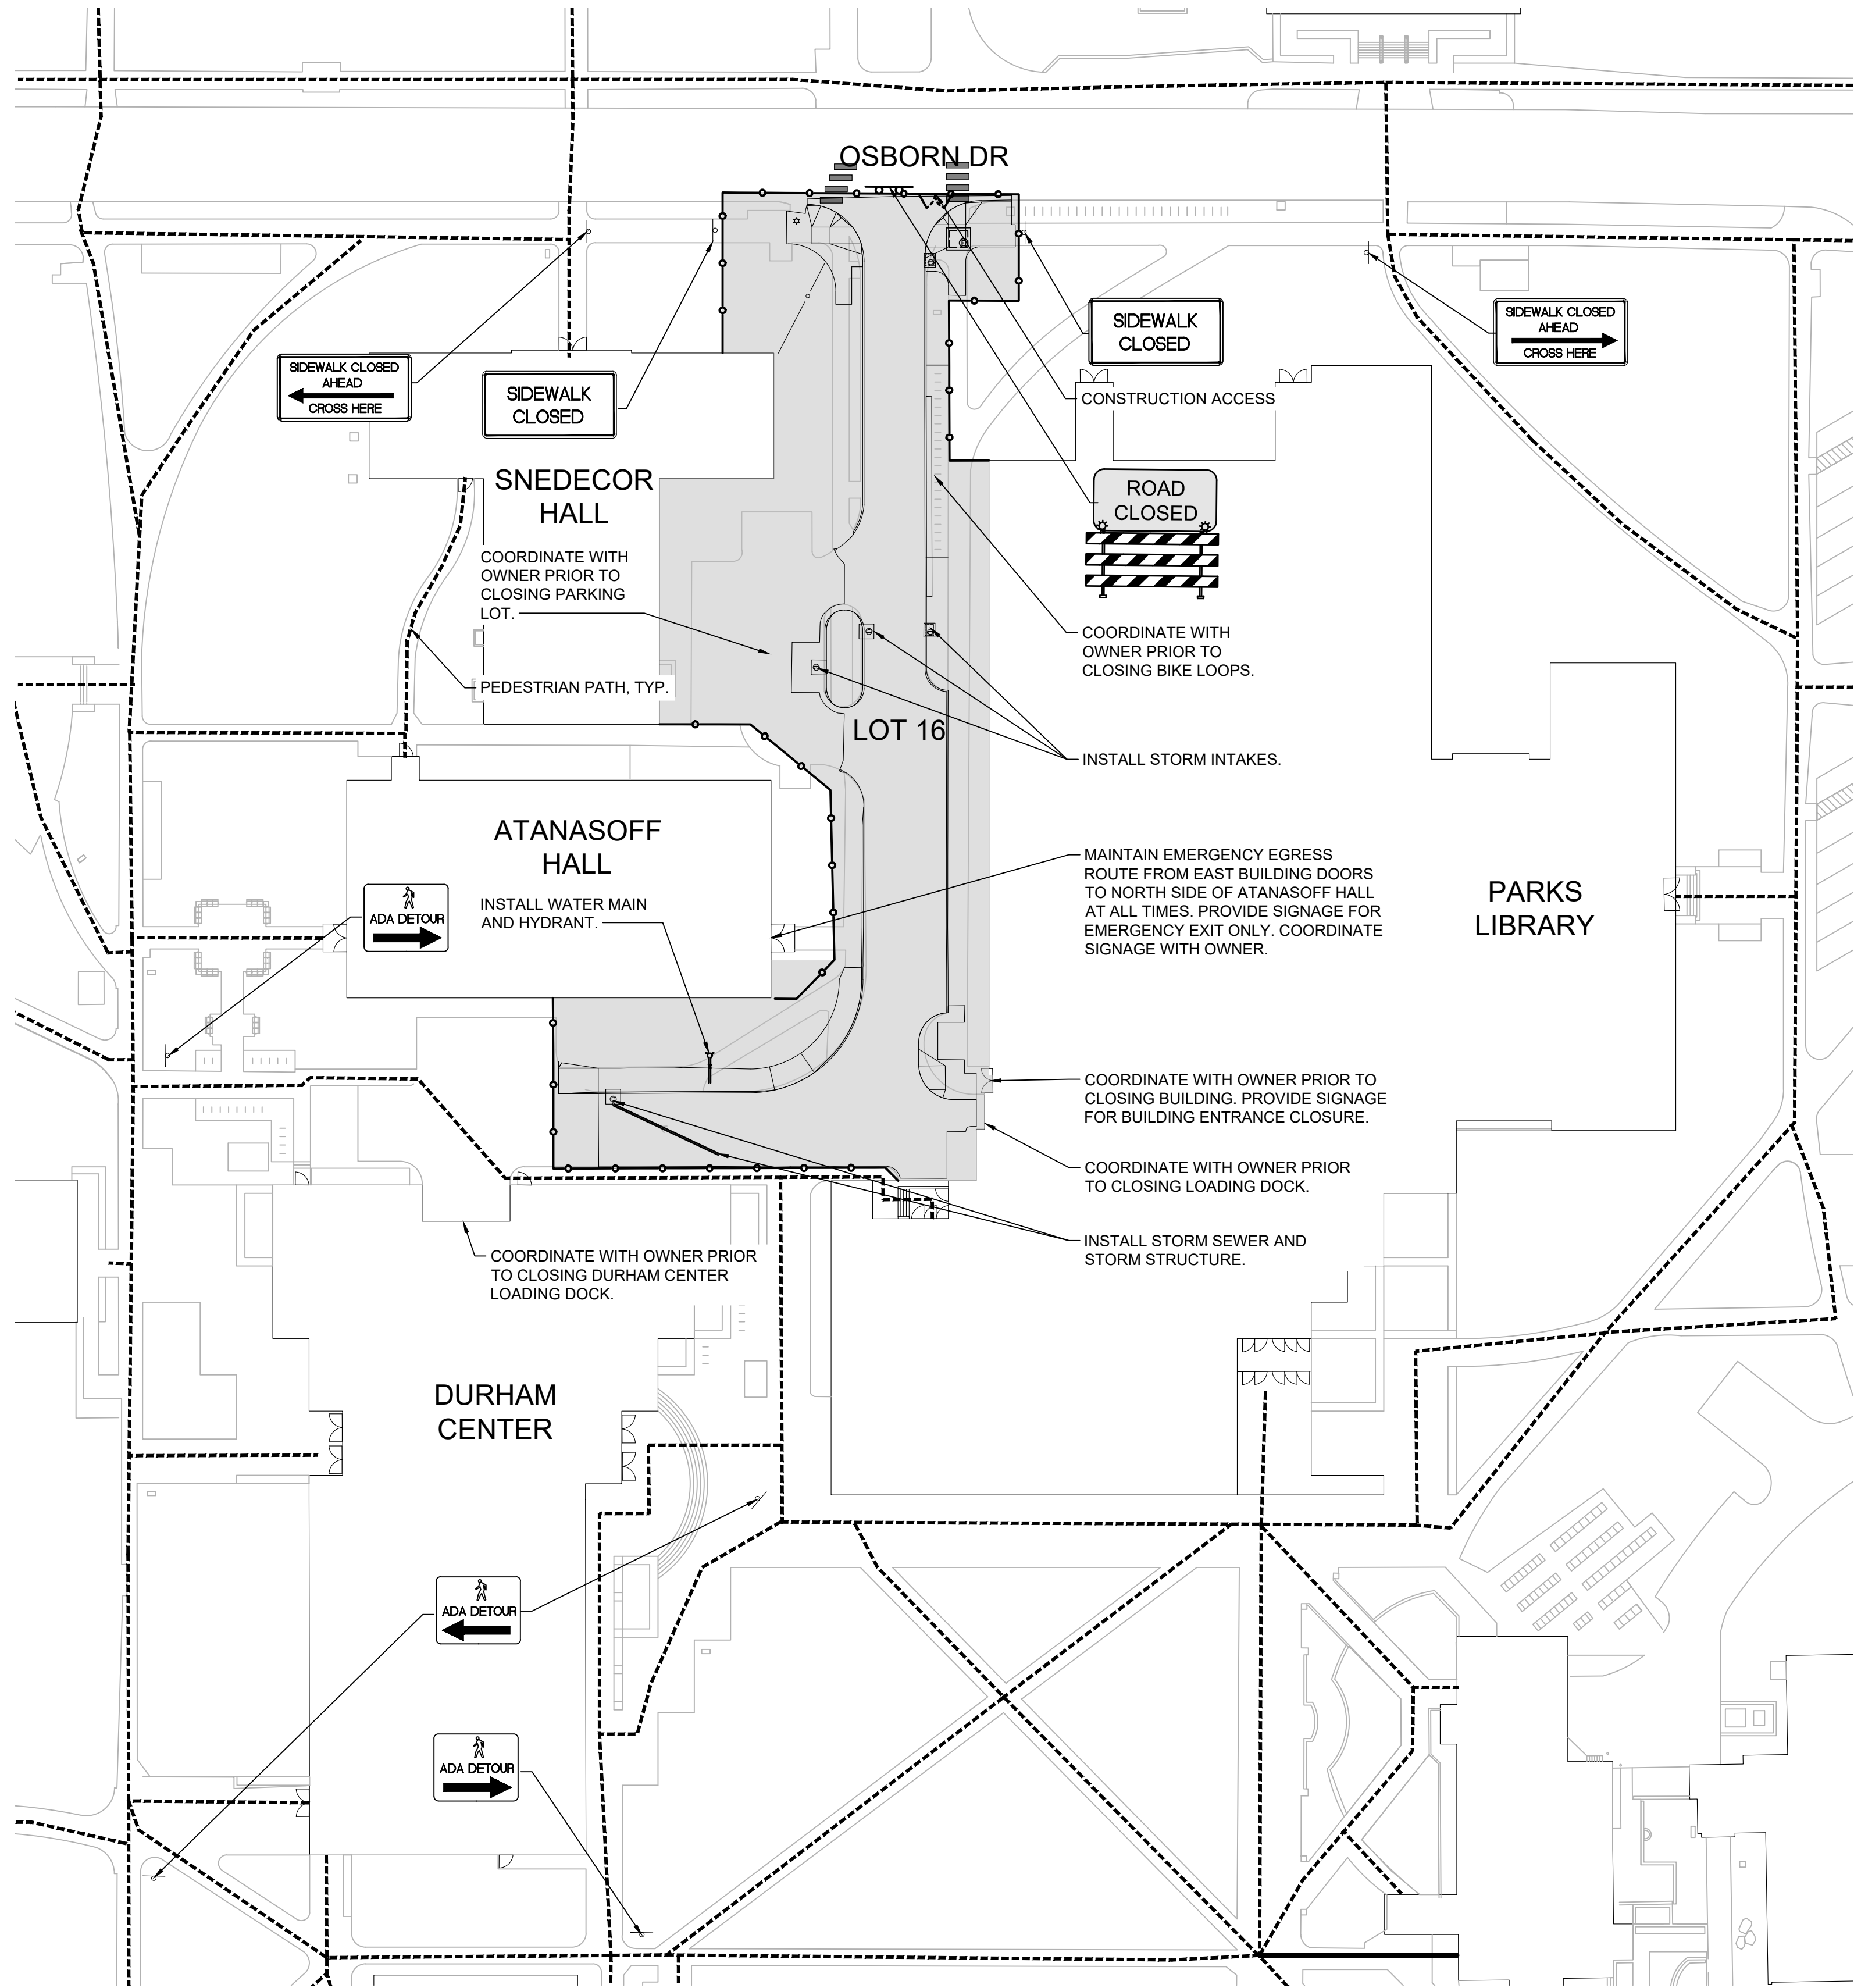 OSBORN DR
SIDEWALK CLOSED
AHEAD
CROSS HERE
SIDEWALK
CLOSED
SIDEWALK
CLOSED
SIDEWALK CLOSED
AHEAD
CROSS HERE
CONSTRUCTION ACCESS
SNEDECOR
HALL
ROAD
CLOSED
COORDINATE WITH
OWNER PRIOR TO
CLOSING PARKING
LOT.
COORDINATE WITH
OWNER PRIOR TO
CLOSING BIKE LOOPS.
PEDESTRIAN PATH, TYP.
LOT 16
INSTALL STORM INTAKES.
ATANASOFF
HALL
MAINTAIN EMERGENCY EGRESS
ROUTE FROM EAST BUILDING DOORS
TO NORTH SIDE OF ATANASOFF HALL
AT ALL TIMES. PROVIDE SIGNAGE FOR
EMERGENCY EXIT ONLY. COORDINATE
SIGNAGE WITH OWNER.
PARKS
LIBRARY
ADA DETOUR
INSTALL WATER MAIN
AND HYDRANT.
COORDINATE WITH OWNER PRIOR TO
CLOSING BUILDING. PROVIDE SIGNAGE
FOR BUILDING ENTRANCE CLOSURE.
COORDINATE WITH OWNER PRIOR
TO CLOSING LOADING DOCK.
INSTALL STORM SEWER AND
STORM STRUCTURE.
COORDINATE WITH OWNER PRIOR
TO CLOSING DURHAM CENTER
LOADING DOCK.
DURHAM
CENTER
ADA DETOUR
ADA DETOUR